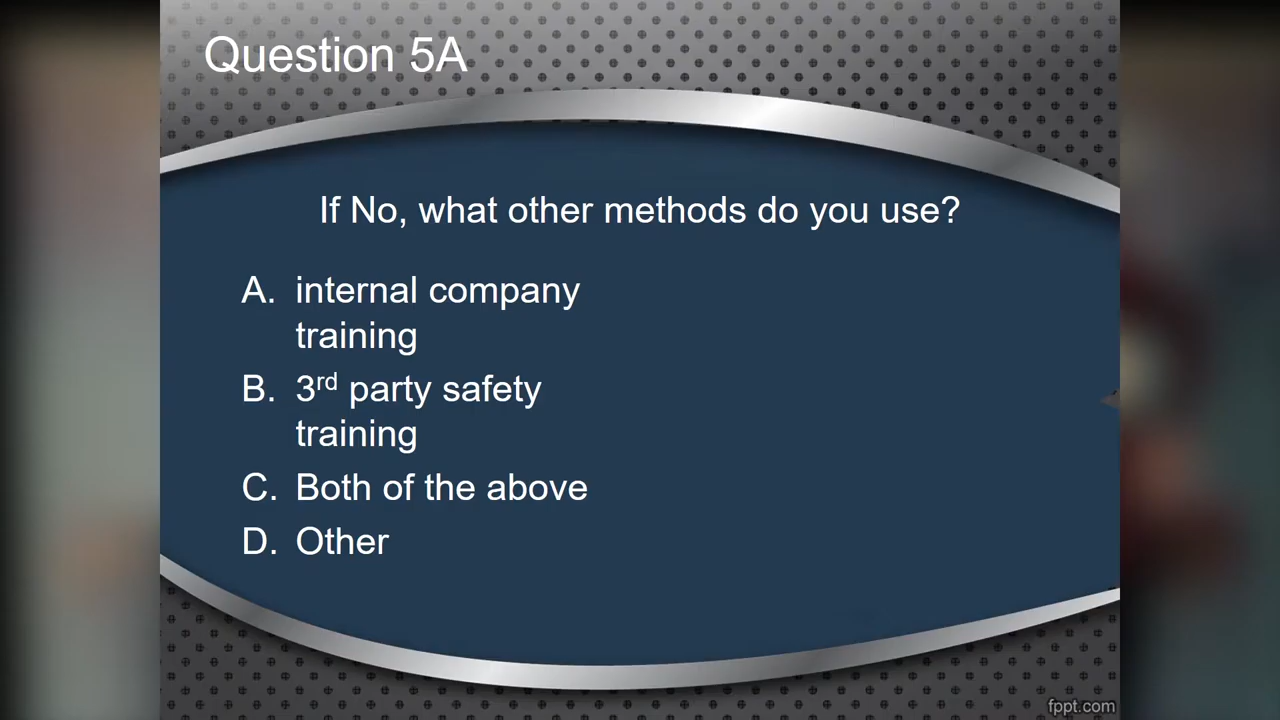 Question 5A
If No, what other methods do you use?
A. internal company
training
B. 3rd party safety
training
C. Both of the above
D. Other
fppt.com